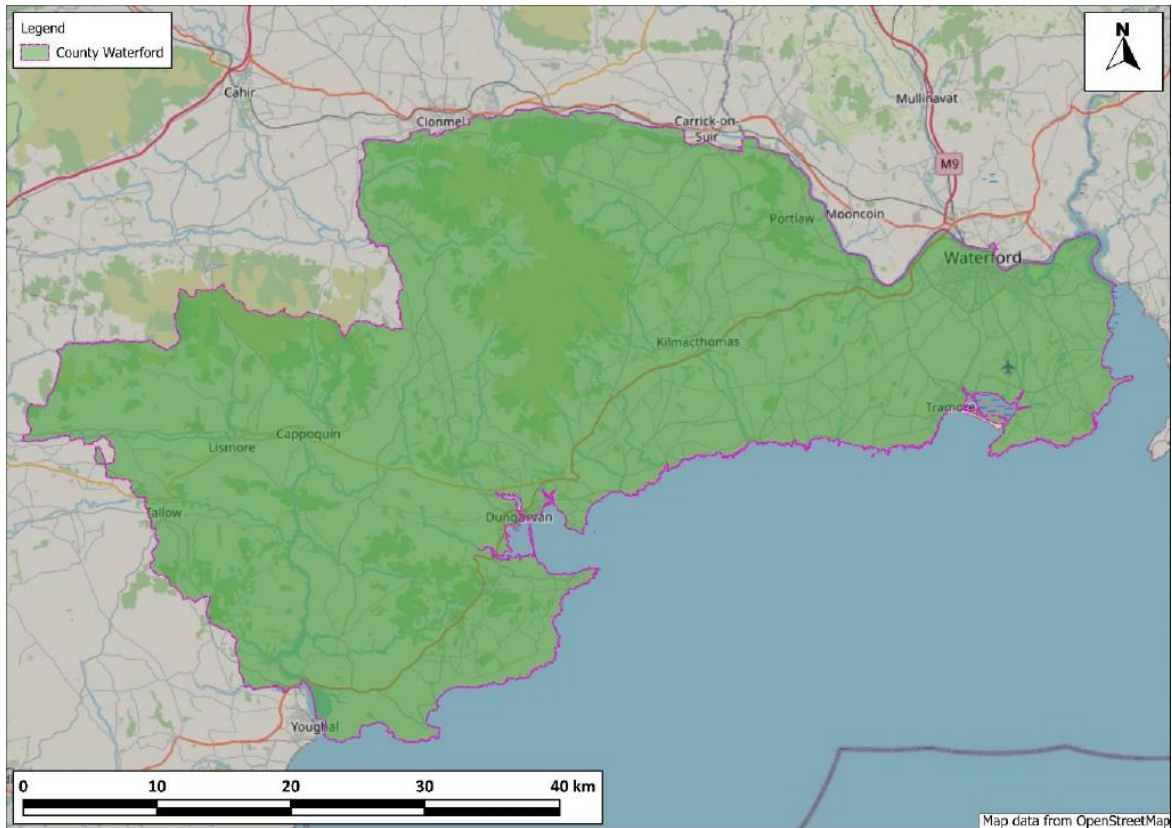 Legend
County Waterford
N
Cahir
Clonmel
Carrick-on-
Suir
Mullinavat
M9
Portlaw
Mooncoin
Waterford
Kilmacthomas
Tramore
Cappoquin
Lismore
Tallow
Dungarvan
Youghal
0 10 20 30 40 km
Map data from OpenStreetMap